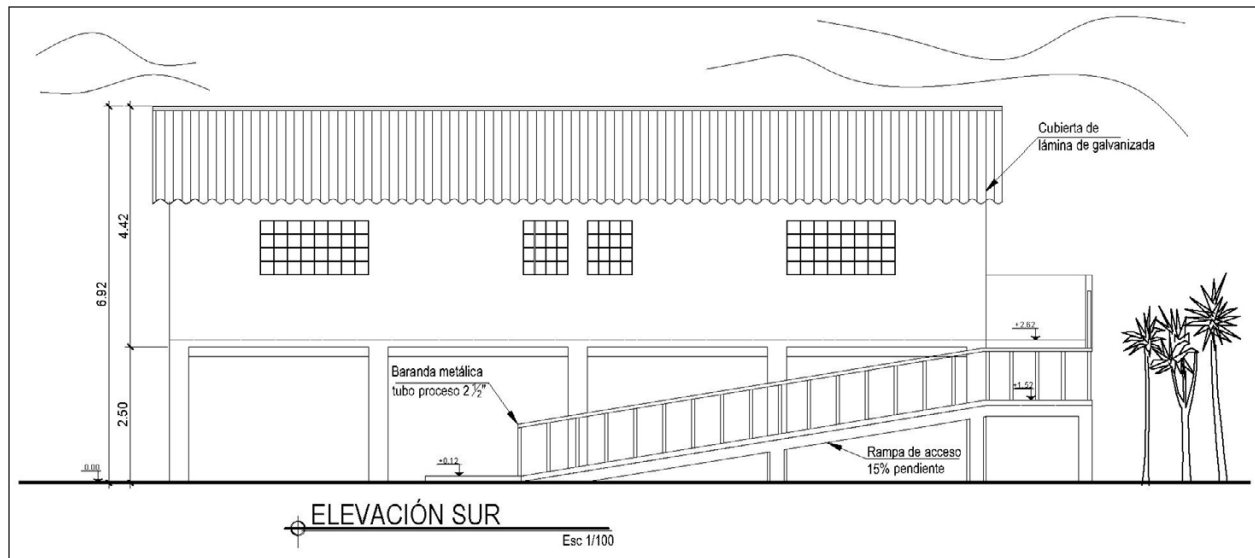 Cubierta de
lámina de galvanizada
4.42
6.92
+2.62
Baranda metálica
tubo proceso 2 ½"
+1.52
2.50
Rampa de acceso
15% pendiente
+0.12
0.00
ELEVACIÓN SUR
Esc 1/100